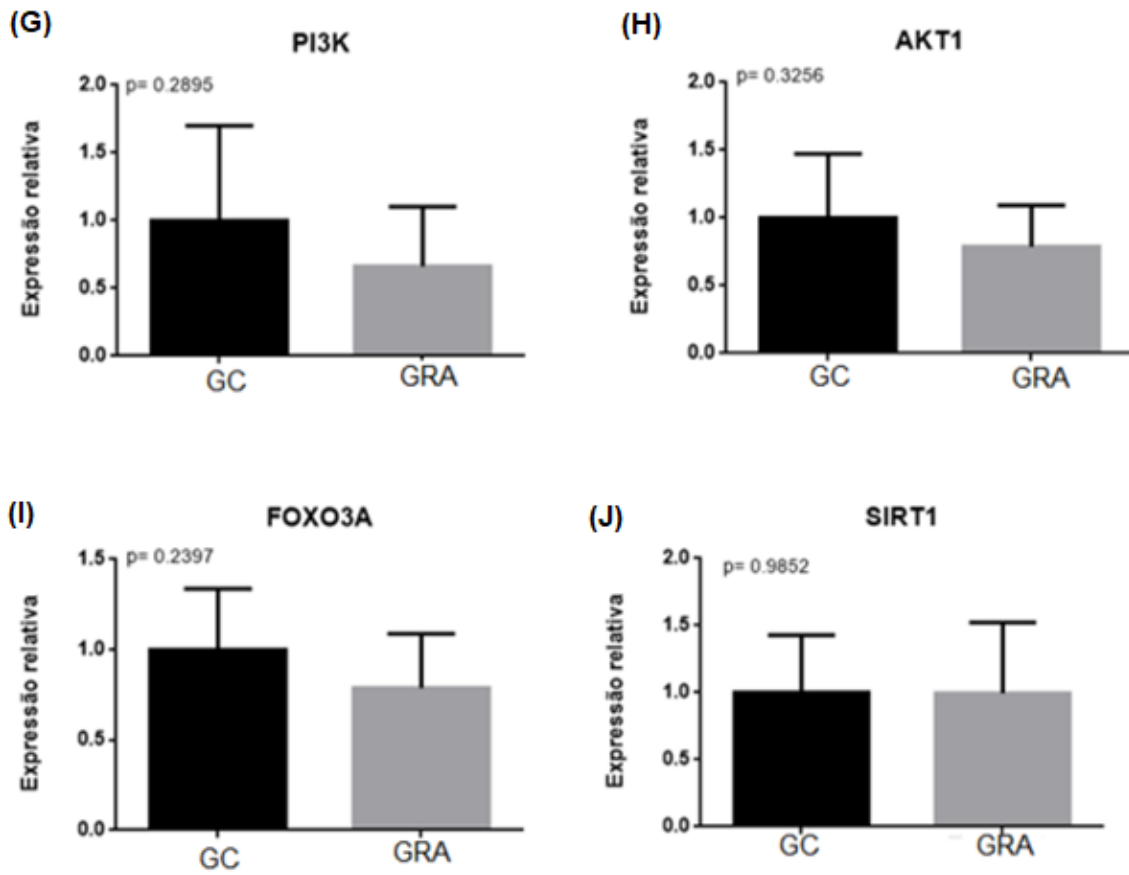 (G)
PI3K
p= 0.2895
2.0
1.5
1.0
0.5
0.0
Expressão relativa
GC
GRA
(H)
AKT1
p= 0.3256
2.0
1.5
1.0
0.5
0.0
Expressão relativa
GC
GRA
(I)
FOXO3A
p= 0.2397
1.5
1.0
0.5
0.0
Expressão relativa
GC
GRA
(J)
SIRT1
p= 0.9852
2.0
1.5
1.0
0.5
0.0
Expressão relativa
GC
GRA